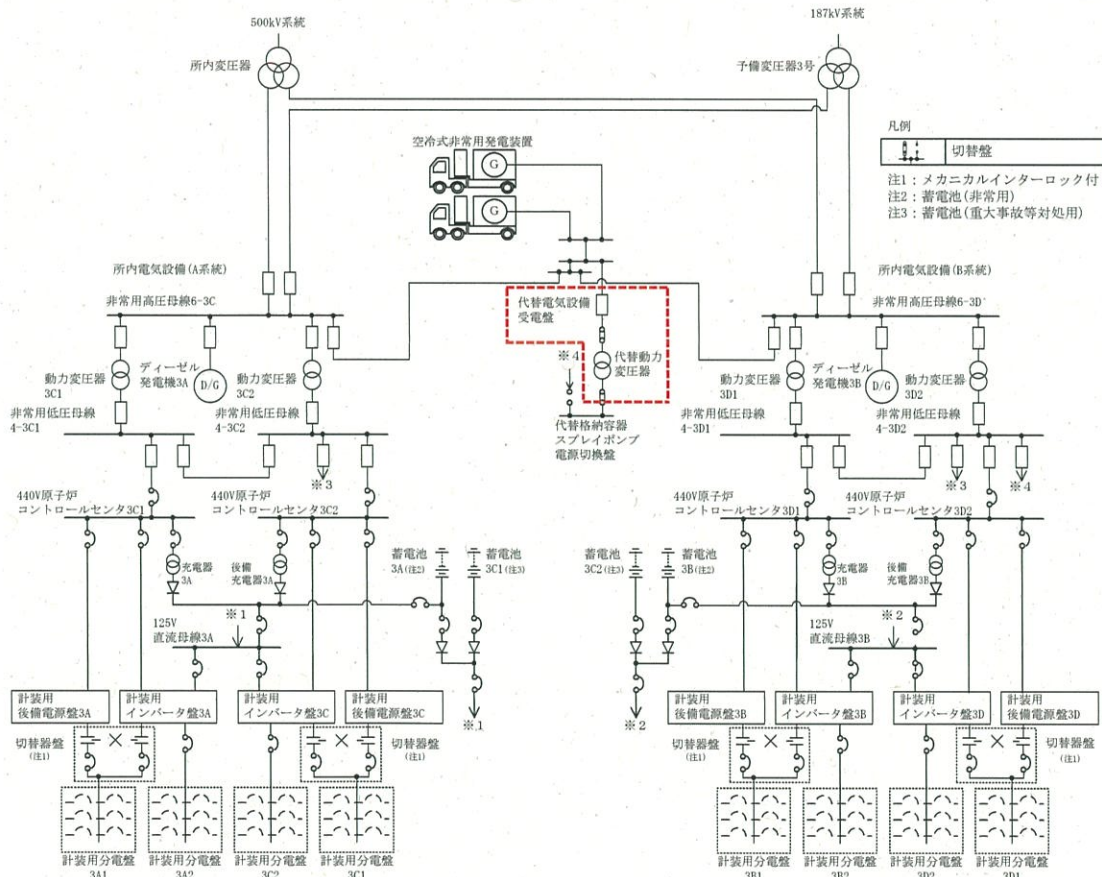 500kV系統
187kV系統
所内変圧器
予備変圧器3号
空冷式非常用発電装置
G
G
凡例
切替盤
注1：メカニカルインターロック付
注2：蓄電池(非常用)
注3：蓄電池(重大事故等対処用)
所内電気設備(A系統)
非常用高圧母線6-3C
所内電気設備(B系統)
非常用高圧母線6-3D
代替電気設備
受電盤
※4
代替動力
変圧器
代替格納容器
スプレイポンプ
電源切換盤
動力変圧器
3C1
ディーゼル
発電機3A
D/G
動力変圧器
3C2
動力変圧器
3D1
ディーゼル
発電機3B
D/G
動力変圧器
3D2
非常用低圧母線
4-3C1
非常用低圧母線
4-3C2
非常用低圧母線
4-3D1
非常用低圧母線
4-3D2
※3
※3
※4
440V原子炉
コントロールセンタ3C1
440V原子炉
コントロールセンタ3C2
440V原子炉
コントロールセンタ3D1
440V原子炉
コントロールセンタ3D2
充電器
3A
後備
充電器3A
蓄電池
3A(注2)
蓄電池
3C1(注3)
蓄電池
3C2(注3)
蓄電池
3B(注2)
充電器
3B
後備
充電器3B
※1
125V
直流母線3A
※2
125V
直流母線3B
※1
※2
計装用
後備電源盤3A
計装用
インバータ盤3A
計装用
インバータ盤3C
計装用
後備電源盤3C
計装用
後備電源盤3B
計装用
インバータ盤3B
計装用
インバータ盤3D
計装用
後備電源盤3D
切替器盤
(注1)
切替器盤
(注1)
切替器盤
(注1)
切替器盤
(注1)
計装用分電盤
3A1
計装用分電盤
3A2
計装用分電盤
3C2
計装用分電盤
3C1
計装用分電盤
3B1
計装用分電盤
3B2
計装用分電盤
3D2
計装用分電盤
3D1